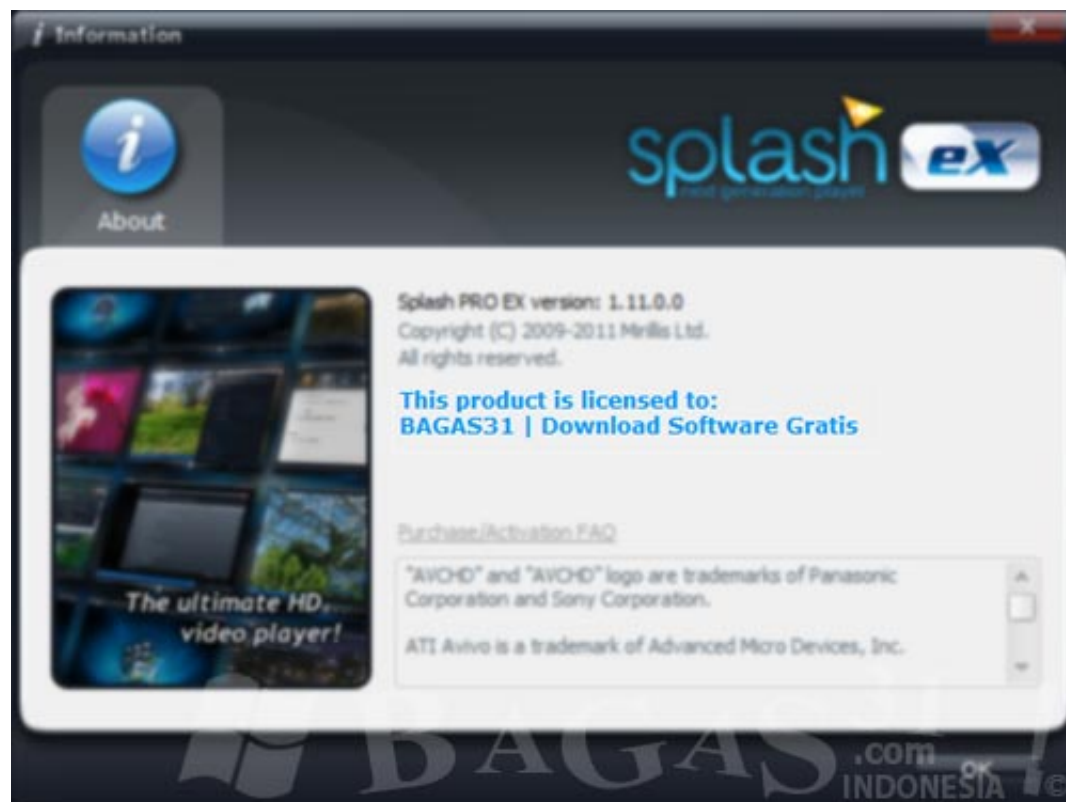 Information
About
splash eX
next generation player
Splash PRO EX version: 1.11.0.0
Copyright (C) 2009-2011 Mirillis Ltd.
All rights reserved.
This product is licensed to:
BAGAS31 | Download Software Gratis
Purchase/Activation FAQ
"AVCHD" and "AVCHD" logo are trademarks of Panasonic
Corporation and Sony Corporation.
ATI Avivo is a trademark of Advanced Micro Devices, Inc.
The ultimate HD,
video player!
BAGAS31 !
.com
INDONESIA ©
OK